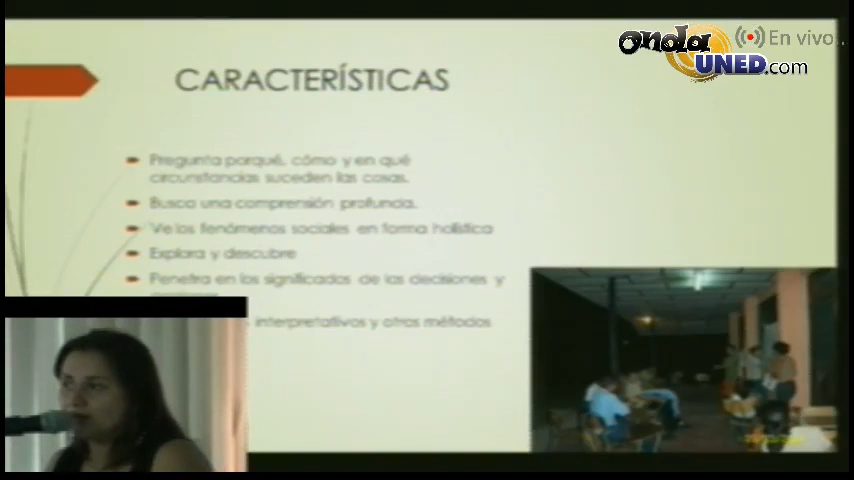 onda
UNED.com
En vivo
CARACTERÍSTICAS
Pregunta porqué, cómo y en qué
circunstancias suceden las cosas.
Busca una comprensión profunda.
Ve los fenómenos sociales en forma holística
Explora y descubre
Penetra en los significados de las decisiones y
interpretativos y otros métodos